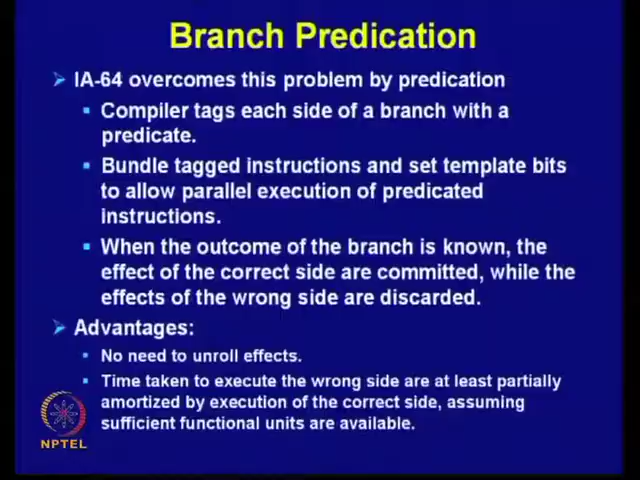 Branch Predication
IA-64 overcomes this problem by predication
Compiler tags each side of a branch with a
predicate.
Bundle tagged instructions and set template bits
to allow parallel execution of predicated
instructions.
When the outcome of the branch is known, the
effect of the correct side are committed, while the
effects of the wrong side are discarded.
Advantages:
No need to unroll effects.
Time taken to execute the wrong side are at least partially
amortized by execution of the correct side, assuming
sufficient functional units are available.
NPTEL